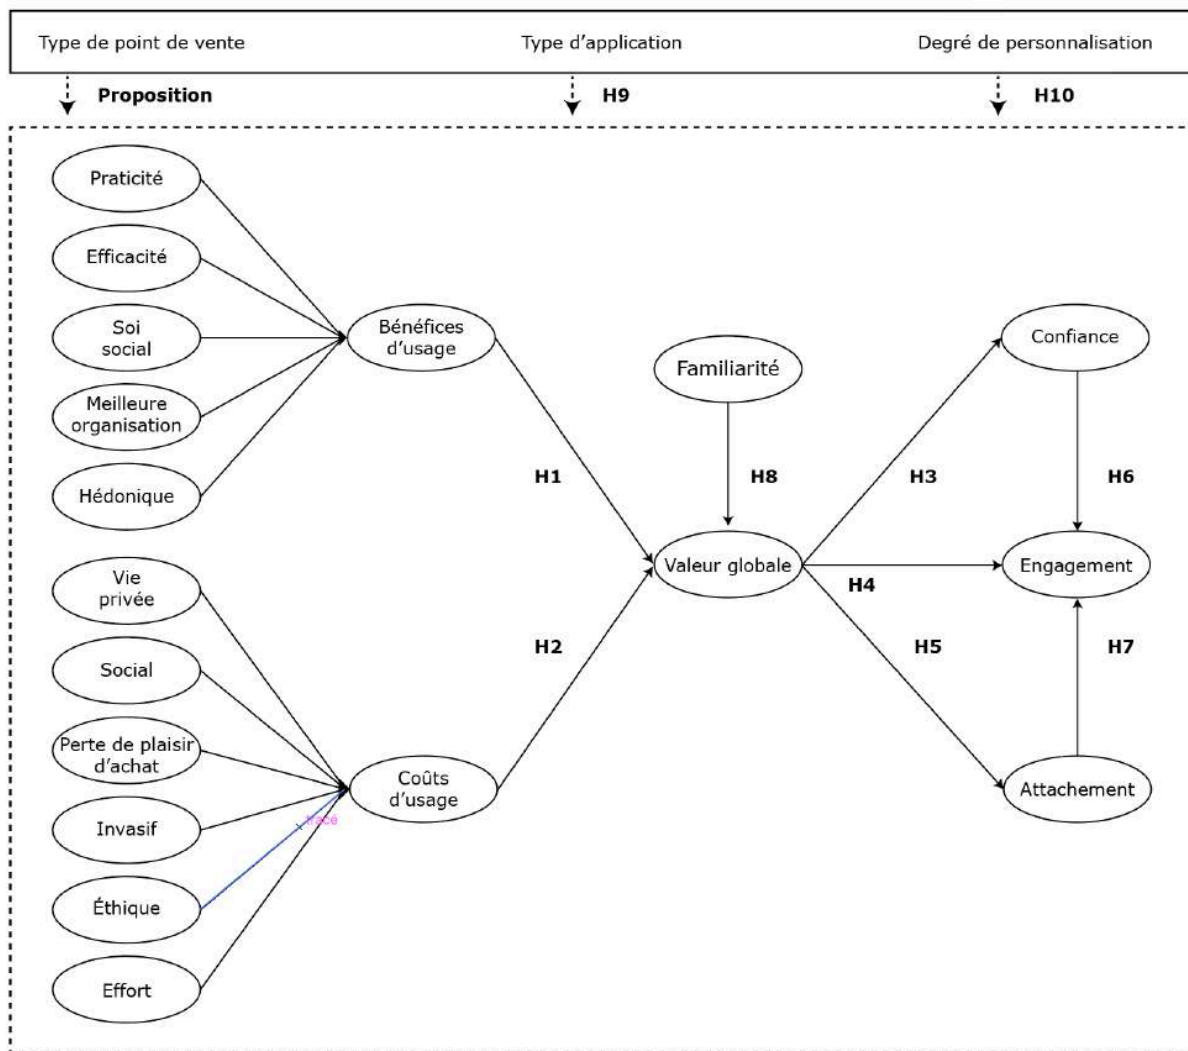 Type de point de vente
Type d'application
Degré de personnalisation
Proposition
H9
H10
Praticité
Efficacité
Soi
social
Meilleure
organisation
Hédonique
Bénéfices
d'usage
Familiarité
Confiance
H1
H8
H3
H6
Vie
privée
Valeur globale
H4
Engagement
H2
H5
H7
Social
Perte de plaisir
d'achat
Invasif
Éthique
Effort
Coûts
d'usage
tracé
Attachement